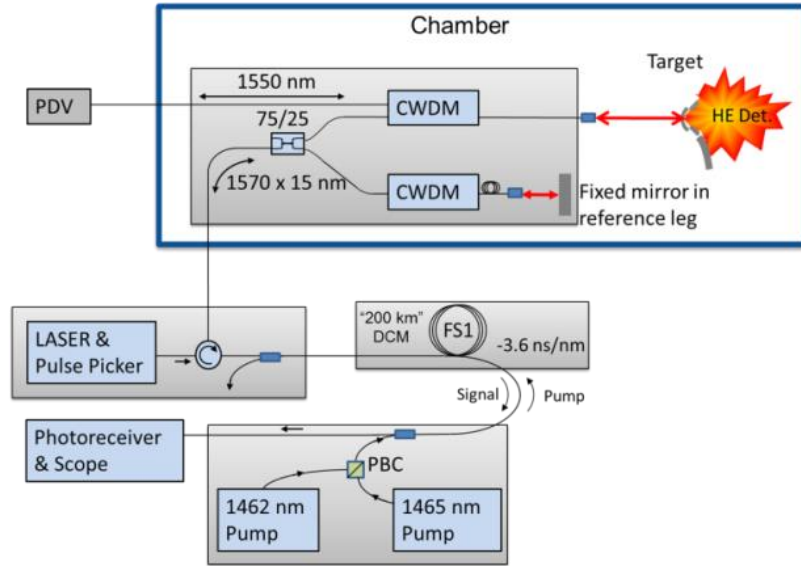 Chamber
1550 nm
Target
PDV
CWDM
HE Det.
75/25
1570 x 15 nm
CWDM
Fixed mirror in
reference leg
LASER &
Pulse Picker
“200 km”
DCM
FS1
-3.6 ns/nm
Signal
Pump
Photoreceiver
& Scope
PBC
1462 nm
Pump
1465 nm
Pump